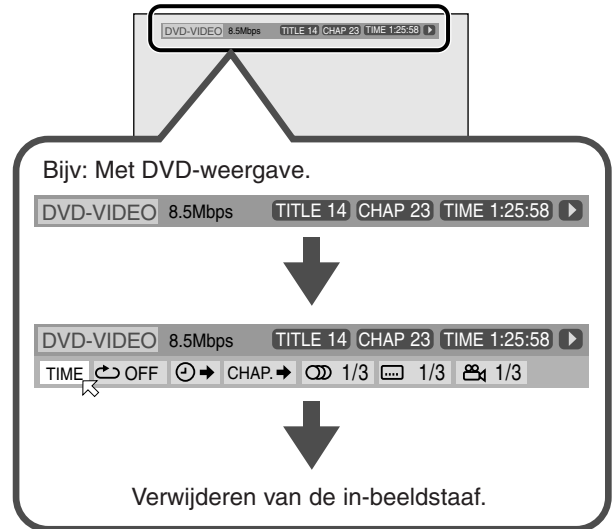 DVD-VIDEO 8.5Mbps TITLE 14 CHAP 23 TIME 1:25:58
Bijv: Met DVD-weergave.
DVD-VIDEO 8.5Mbps TITLE 14 CHAP 23 TIME 1:25:58
DVD-VIDEO 8.5Mbps TITLE 14 CHAP 23 TIME 1:25:58
TIME OFF CHAP. 1/3 1/3 1/3
Verwijderen van de in-beeldstaaf.